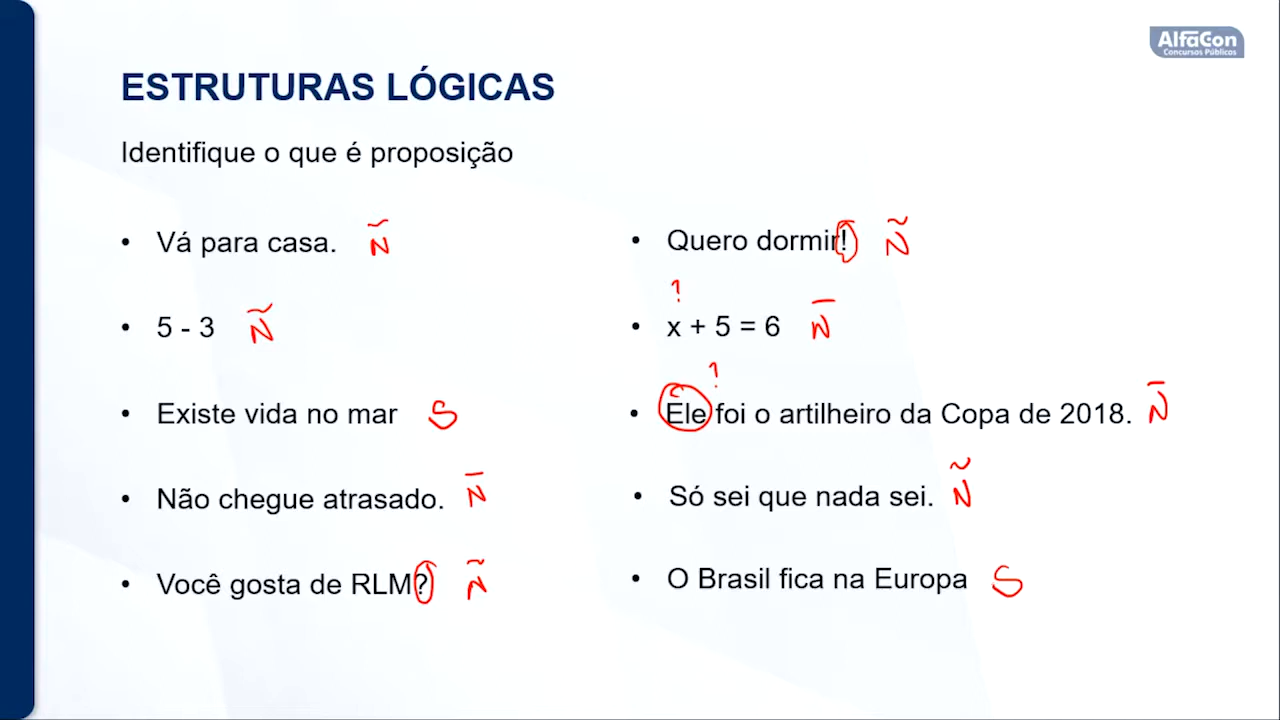 AlfaCon
Concursos Públicos
ESTRUTURAS LÓGICAS
Identifique o que é proposição
• Vá para casa. Ñ
• 5 - 3 Ñ
• Existe vida no mar S
• Não chegue atrasado. Ñ
• Você gosta de RLM? Ñ
• Quero dormir! Ñ
?
• x + 5 = 6 Ñ
?
• Ele foi o artilheiro da Copa de 2018. Ñ
• Só sei que nada sei. Ñ
• O Brasil fica na Europa S